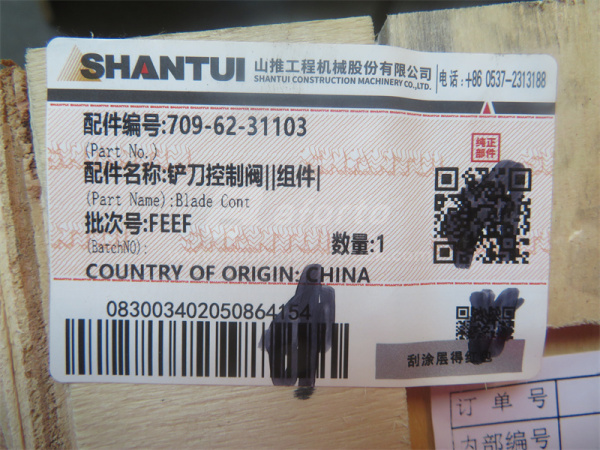 SHANTUI 山推工程机械股份有限公司 电话:+86 0537-2313188
SHANTUI CONSTRUCTION MACHINERY CO.,LTD.
配件编号:709-62-31103
(Part No.)
纯正
部件
配件名称:铲刀控制阀||组件|
(Part Name):Blade Cont
批次号:FEEF
(BatchNO):
数量:1
COUNTRY OF ORIGIN: CHINA
083003402050864154
刮涂层得
订单号
内部编号